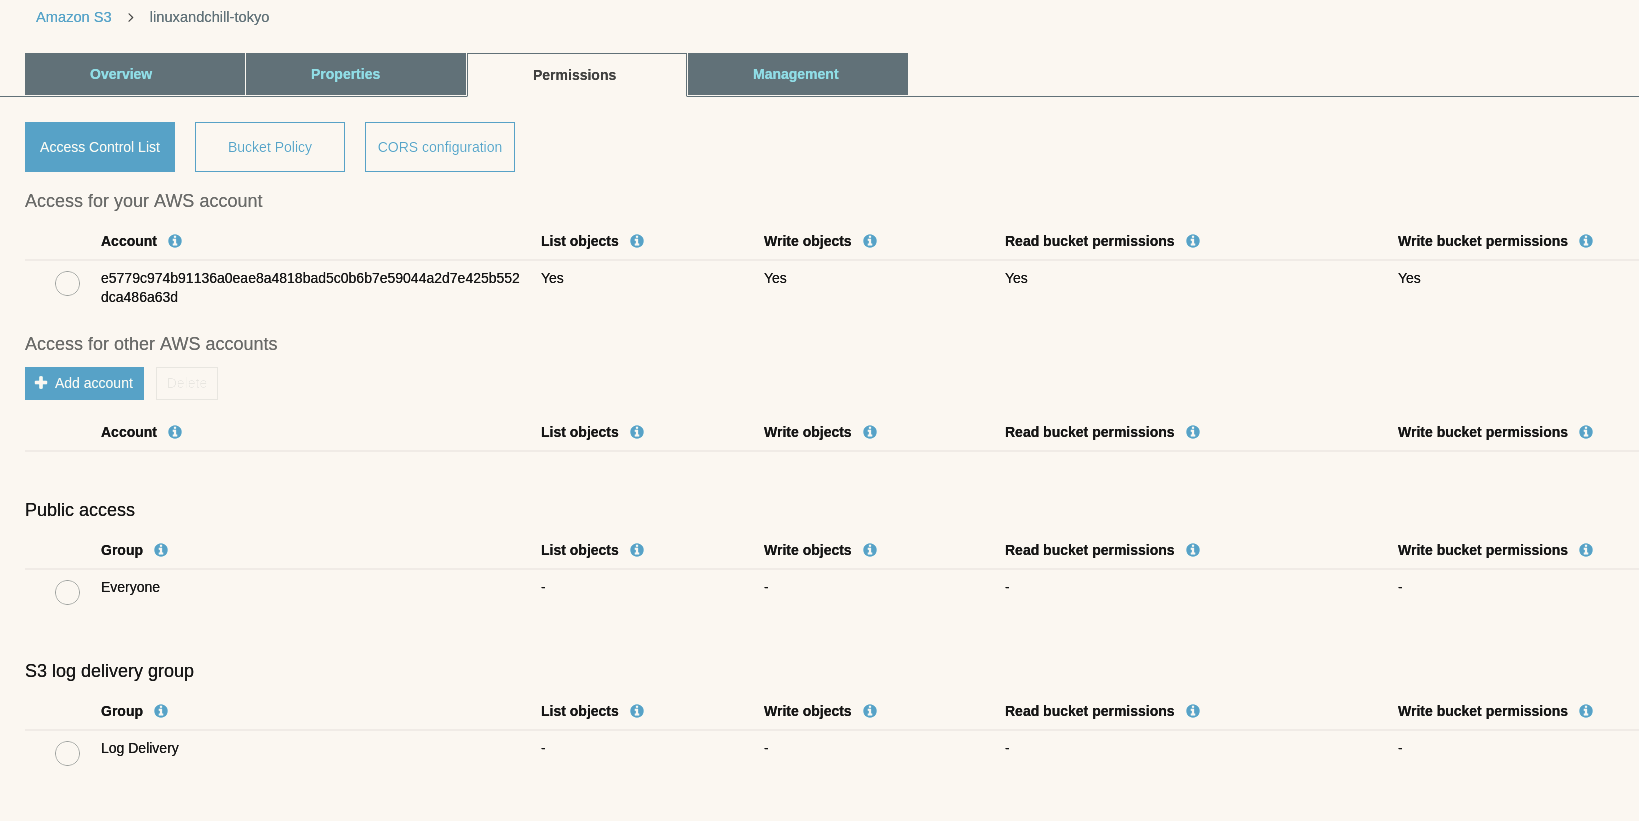 Amazon S3 > linuxandchill-tokyo
Overview Properties Permissions Management
Access Control List Bucket Policy CORS configuration
Access for your AWS account
Account List objects Write objects Read bucket permissions Write bucket permissions
e5779c974b91136a0eae8a4818bad5c0b6b7e59044a2d7e425b552 Yes Yes Yes Yes
dca486a63d
Access for other AWS accounts
Add account Delete
Account List objects Write objects Read bucket permissions Write bucket permissions
Public access
Group List objects Write objects Read bucket permissions Write bucket permissions
Everyone - - - -
S3 log delivery group
Group List objects Write objects Read bucket permissions Write bucket permissions
Log Delivery - - - -